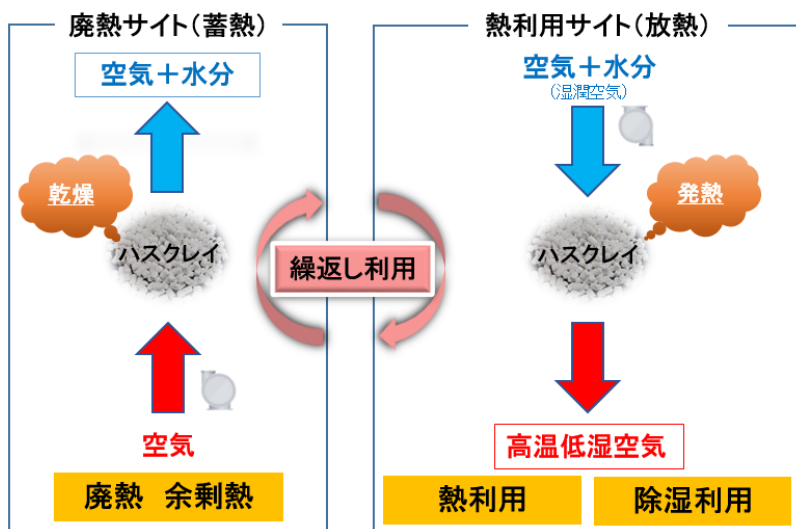 廃熱サイト（蓄熱）
空気＋水分
乾燥
ハスクレイ
空気
廃熱　余剰熱
繰返し利用
熱利用サイト（放熱）
空気＋水分
（湿潤空気）
発熱
ハスクレイ
高温低湿空気
熱利用
除湿利用